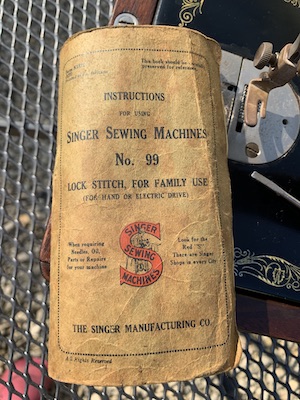 This book should be carefully
preserved for reference.
INSTRUCTIONS
FOR USING
SINGER SEWING MACHINES
No. 99
LOCK STITCH, FOR FAMILY USE
(FOR HAND OR ELECTRIC DRIVE)
When requiring
Needles, Oil,
Parts or Repairs
for your machine
SINGER
SEWING
MACHINES
Look for the
Red "S"
There are Singer
Shops in every City
THE SINGER MANUFACTURING CO.
All Rights Reserved